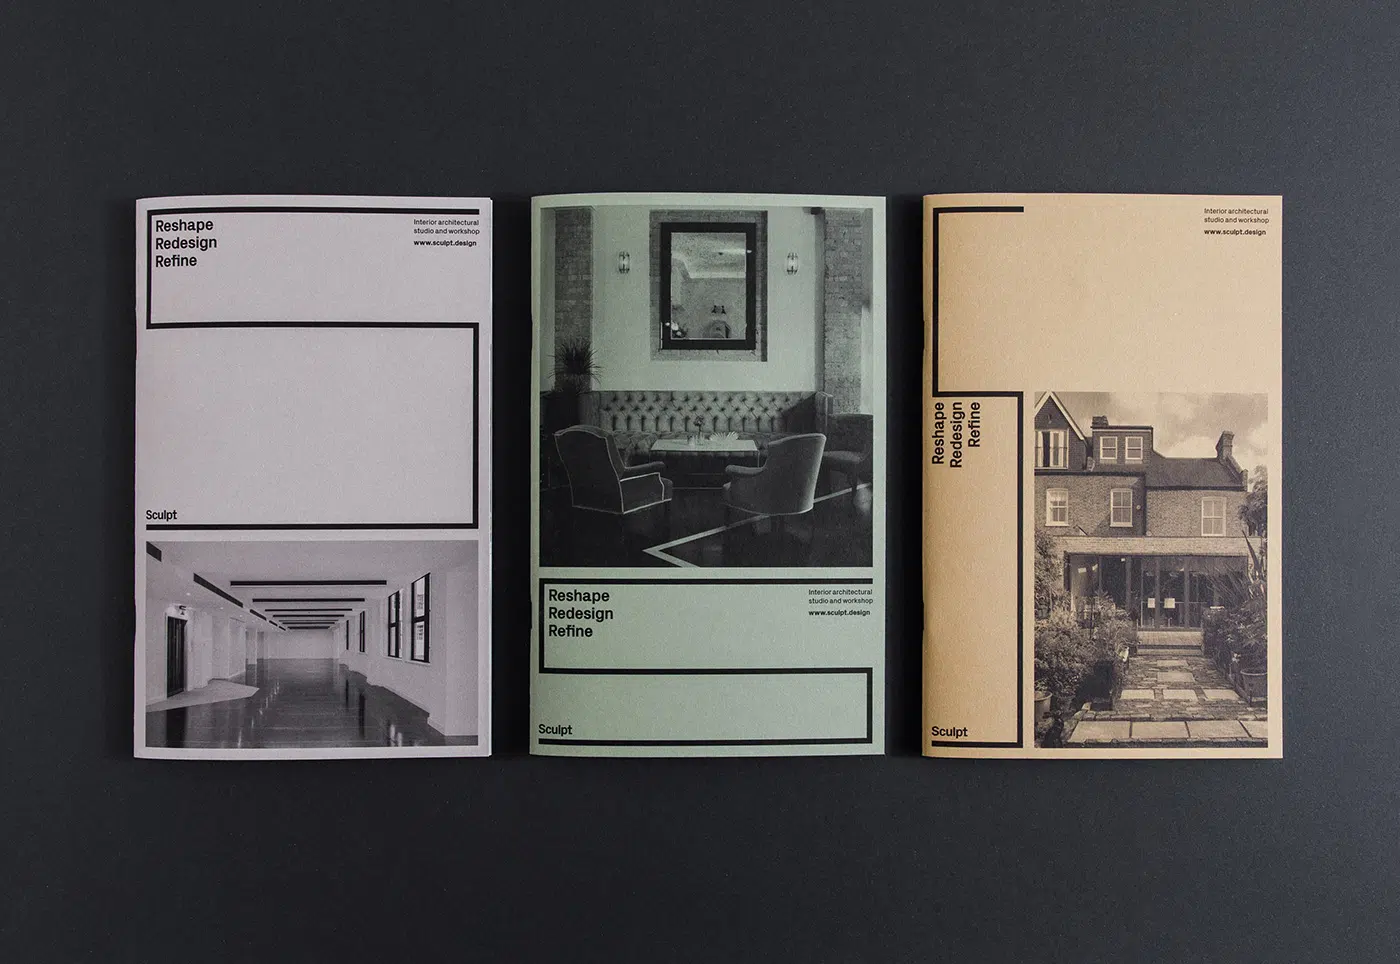 Reshape
Redesign
Refine
Interior architectural
studio and workshop
www.sculpt.design
Sculpt
Reshape
Redesign
Refine
Interior architectural
studio and workshop
www.sculpt.design
Sculpt
Interior architectural
studio and workshop
www.sculpt.design
Reshape
Redesign
Refine
Sculpt